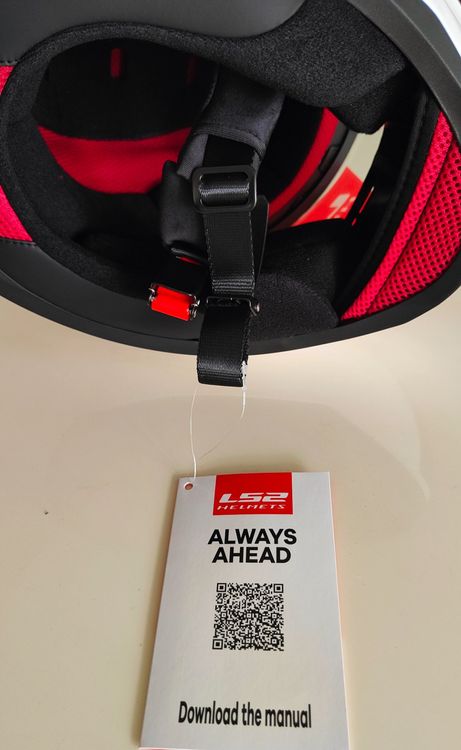 LS2
HELMETS
ALWAYS
AHEAD
Download the manual